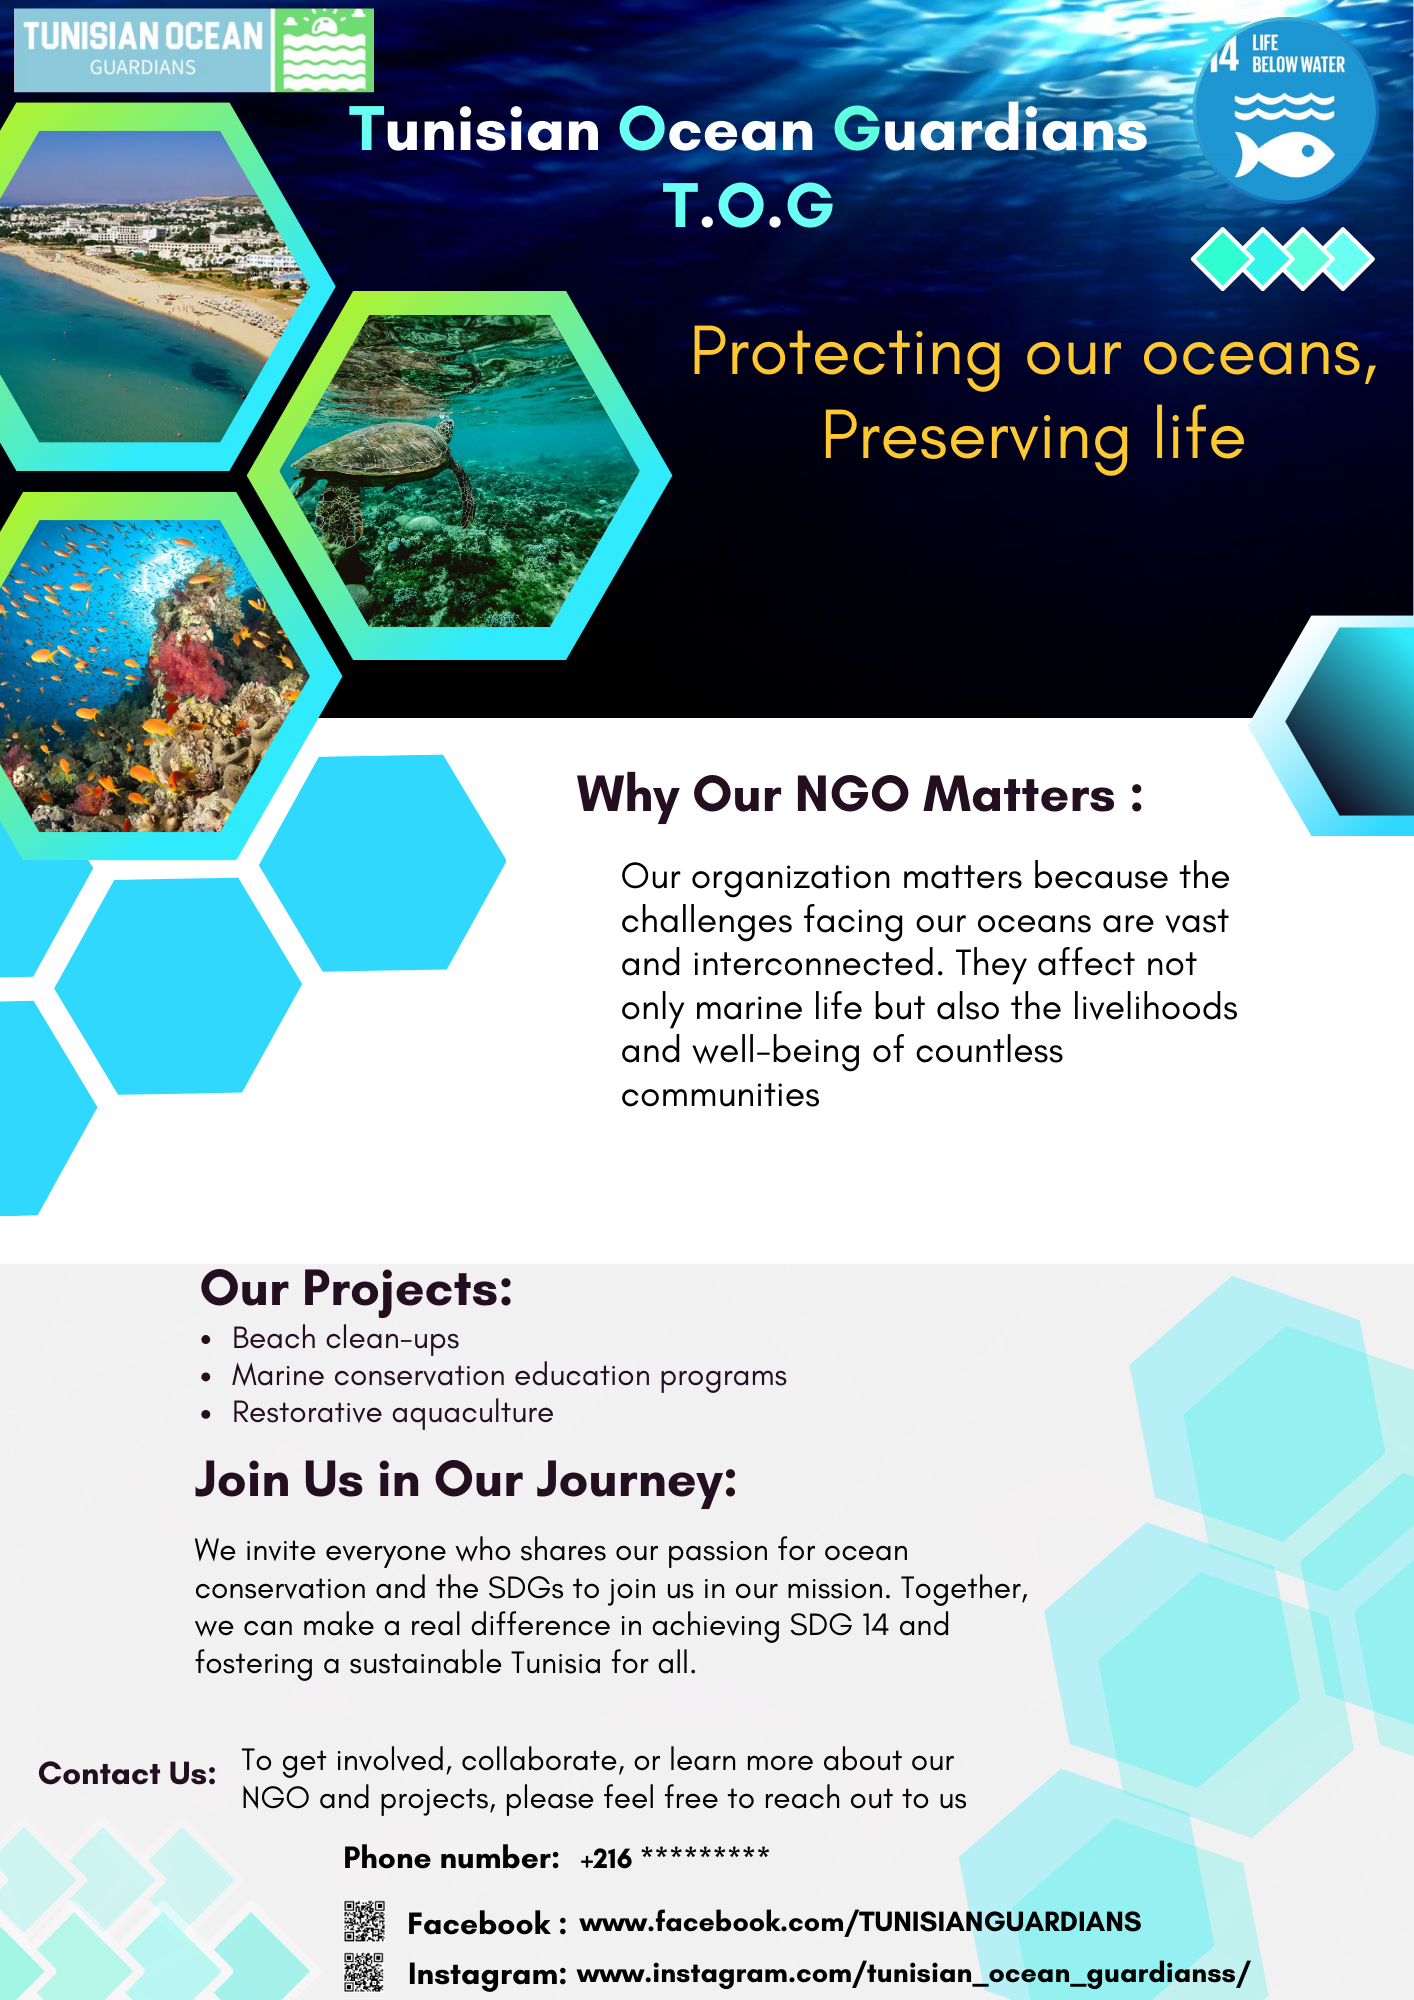 TUNISIAN OCEAN
GUARDIANS
14 LIFE
BELOW WATER
Tunisian Ocean Guardians
T.O.G
Protecting our oceans,
Preserving life
Why Our NGO Matters :
Our organization matters because the
challenges facing our oceans are vast
and interconnected. They affect not
only marine life but also the livelihoods
and well-being of countless
communities
Our Projects:
• Beach clean-ups
• Marine conservation education programs
• Restorative aquaculture
Join Us in Our Journey:
We invite everyone who shares our passion for ocean
conservation and the SDGs to join us in our mission. Together,
we can make a real difference in achieving SDG 14 and
fostering a sustainable Tunisia for all.
Contact Us:
To get involved, collaborate, or learn more about our
NGO and projects, please feel free to reach out to us
Phone number: +216 *********
Facebook : www.facebook.com/TUNISIANGUARDIANS
Instagram: www.instagram.com/tunisian_ocean_guardianss/